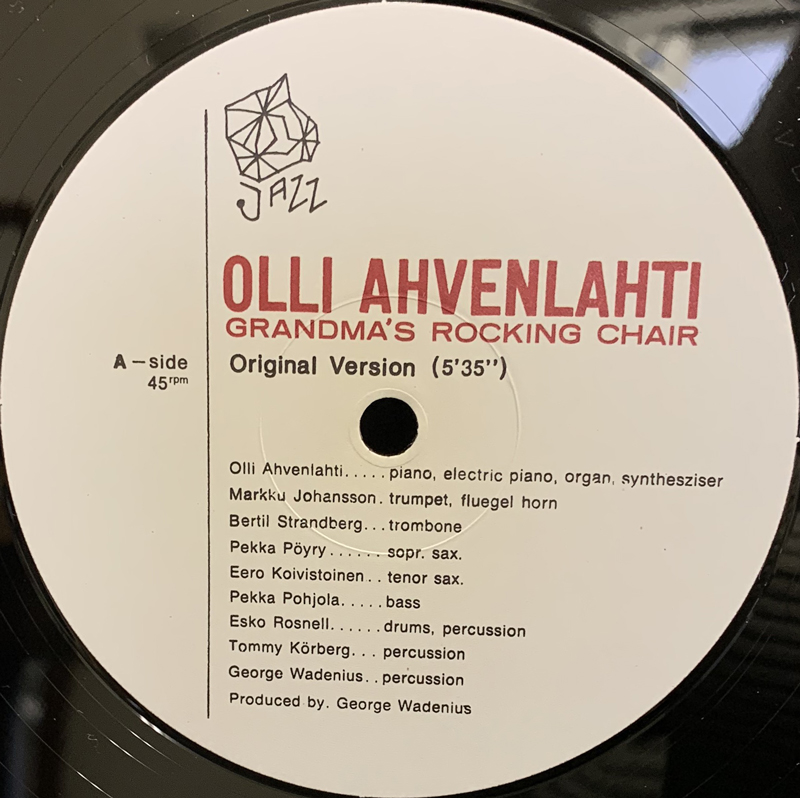 JAZZ
OLLI AHVENLAHTI
GRANDMA'S ROCKING CHAIR
A–side
45rpm
Original Version (5'35'')
Olli Ahvenlahti.....piano, electric piano, organ, synthesziser
Markku Johansson. trumpet, fluegel horn
Bertil Strandberg...trombone
Pekka Pöyry...... sopr. sax.
Eero Koivistoinen.. tenor sax.
Pekka Pohjola.....bass
Esko Rosnell......drums, percussion
Tommy Körberg... percussion
George Wadenius..percussion
Produced by. George Wadenius